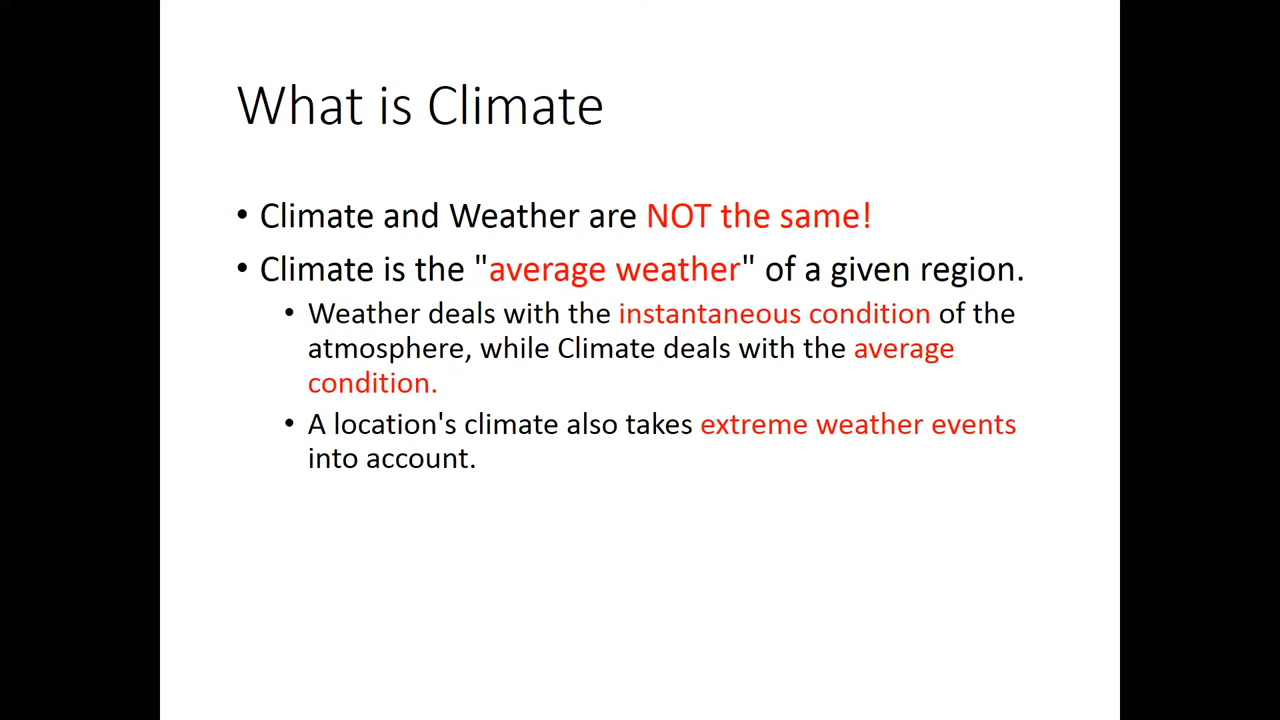 What is Climate
• Climate and Weather are NOT the same!
• Climate is the "average weather" of a given region.
• Weather deals with the instantaneous condition of the
atmosphere, while Climate deals with the average
condition.
• A location's climate also takes extreme weather events
into account.